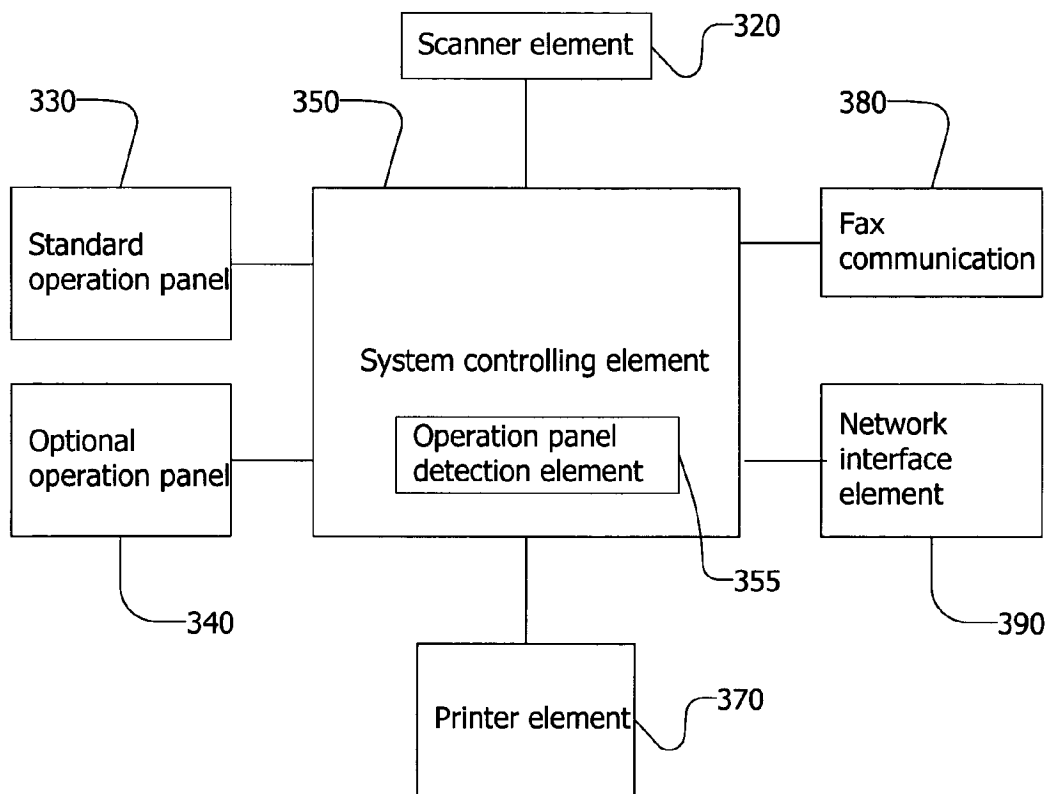 Scanner element
320
330
350
380
Standard
operation panel
Fax
communication
System controlling element
Optional
operation panel
Operation panel
detection element
Network
interface
element
355
340
390
Printer element
370